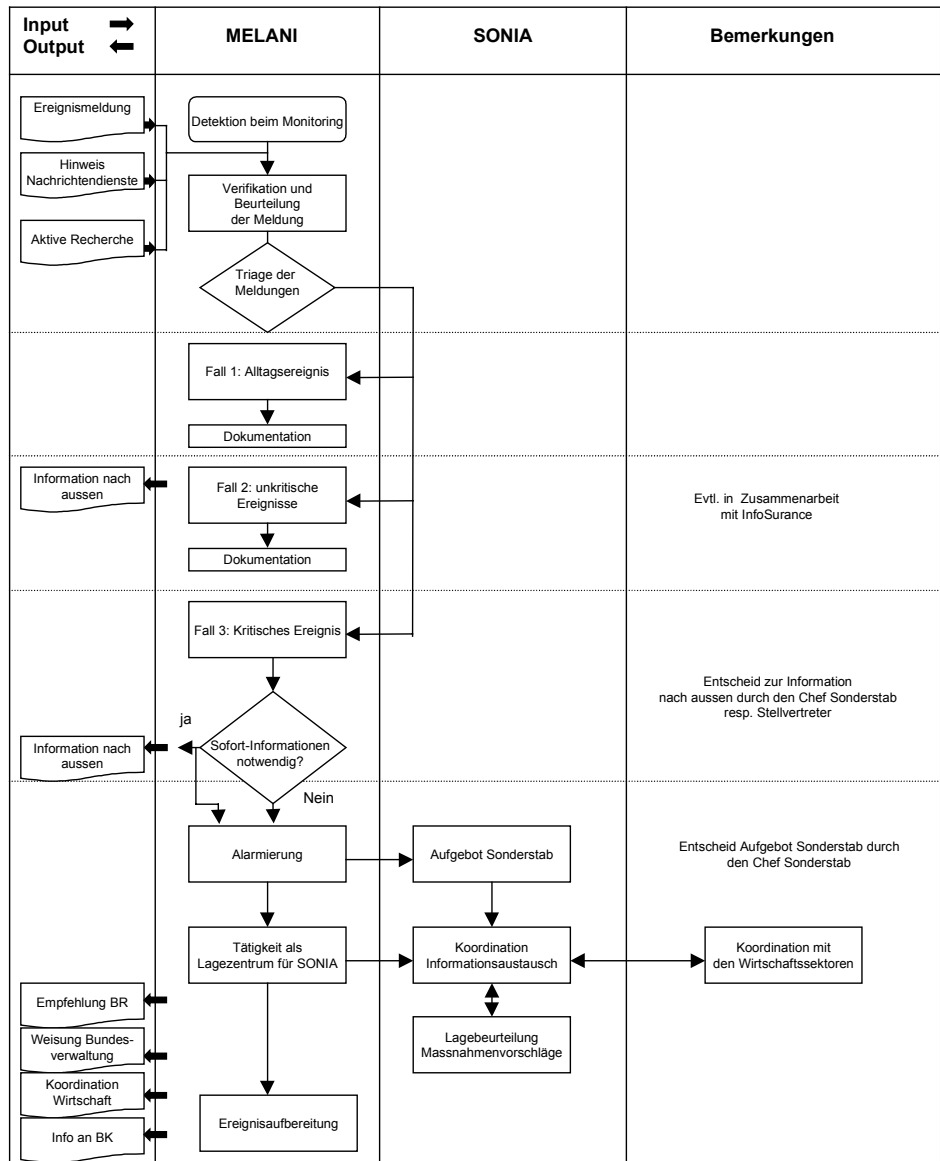 Input
Output
MELANI
SONIA
Bemerkungen
Ereignismeldung
Detektion beim Monitoring
Hinweis
Nachrichtendienste
Verifikation und
Beurteilung
der Meldung
Aktive Recherche
Triage der
Meldungen
Fall 1: Alltagsereignis
Dokumentation
Information nach
aussen
Fall 2: unkritische
Ereignisse
Evtl. in Zusammenarbeit
mit InfoSurance
Dokumentation
Fall 3: Kritisches Ereignis
Entscheid zur Information
nach aussen durch den Chef Sonderstab
resp. Stellvertreter
ja
Information nach
aussen
Sofort-Informationen
notwendig?
Nein
Alarmierung
Aufgebot Sonderstab
Entscheid Aufgebot Sonderstab durch
den Chef Sonderstab
Tätigkeit als
Lagezentrum für SONIA
Koordination
Informationsaustausch
Koordination mit
den Wirtschaftssektoren
Empfehlung BR
Weisung Bundes-
verwaltung
Lagebeurteilung
Massnahmenvorschläge
Koordination
Wirtschaft
Ereignisaufbereitung
Info an BK